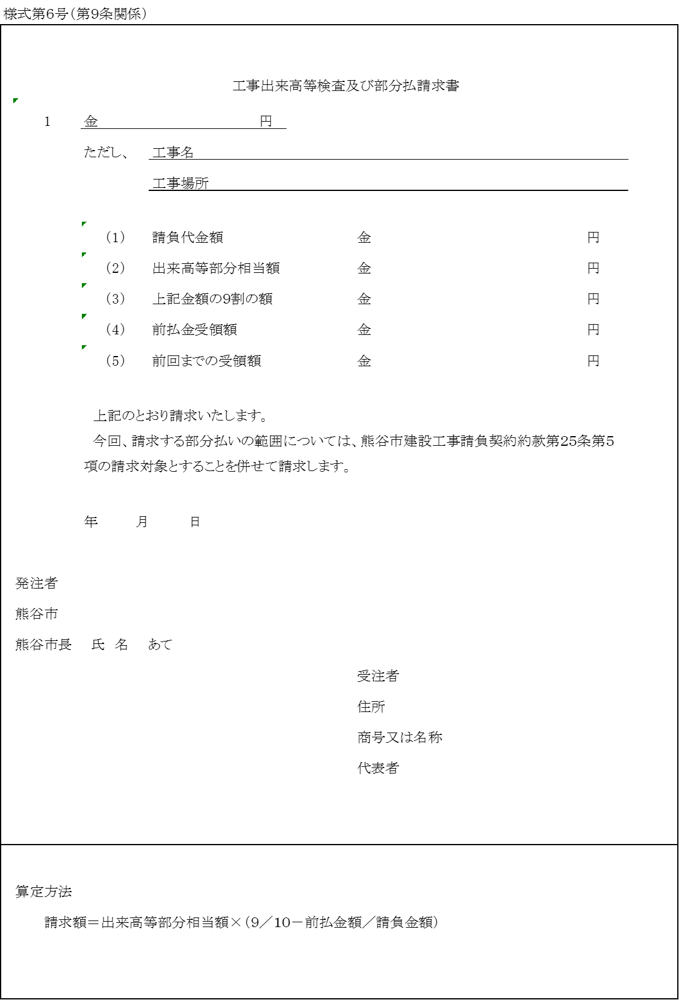 様式第6号（第9条関係）
工事出来高等検査及び部分払請求書
1 金 円
ただし、 工事名
工事場所
(1) 請負代金額 金 円
(2) 出来高等部分相当額 金 円
(3) 上記金額の9割の額 金 円
(4) 前払金受領額 金 円
(5) 前回までの受領額 金 円
上記のとおり請求いたします。
今回、請求する部分払いの範囲については、熊谷市建設工事請負契約約款第25条第5
項の請求対象とすることを併せて請求します。
年 月 日
発注者
熊谷市
熊谷市長 氏 名 あて
受注者
住所
商号又は名称
代表者
算定方法
請求額＝出来高等部分相当額×（9／10－前払金額／請負金額）